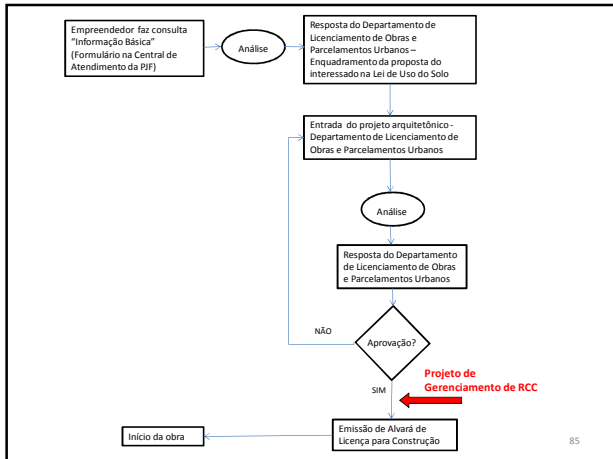 Empreendedor faz consulta
“Informação Básica”
(Formulário na Central de
Atendimento da PJF)
Análise
Resposta do Departamento de
Licenciamento de Obras e
Parcelamentos Urbanos –
Enquadramento da proposta do
interessado na Lei de Uso do Solo
Entrada do projeto arquitetônico -
Departamento de Licenciamento de
Obras e Parcelamentos Urbanos
Análise
Resposta do Departamento
de Licenciamento de Obras
e Parcelamentos Urbanos
NÃO
Aprovação?
SIM
Projeto de
Gerenciamento de RCC
Emissão de Alvará de
Licença para Construção
Início da obra
85